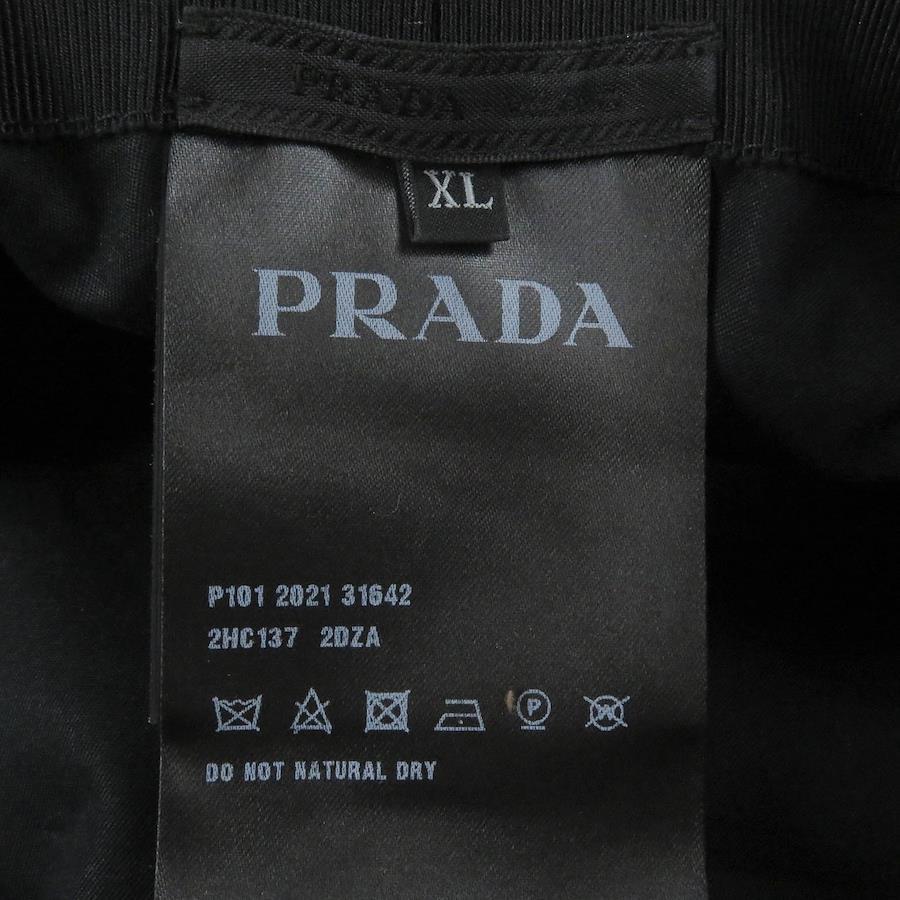 PRADA
XL
PRADA
P101 2021 31642
2HC137 2DZA
P
W
DO NOT NATURAL DRY